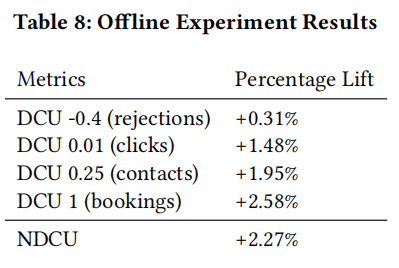 Table 8: Offline Experiment Results
Metrics Percentage Lift
DCU -0.4 (rejections) +0.31%
DCU 0.01 (clicks) +1.48%
DCU 0.25 (contacts) +1.95%
DCU 1 (bookings) +2.58%
NDCU +2.27%